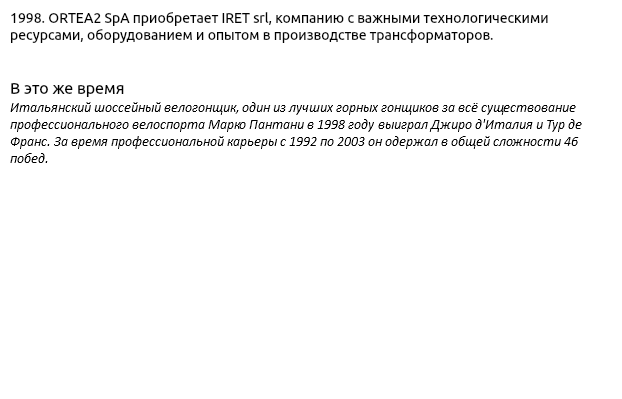 1998. ORTEA2 SpA приобретает IRET srl, компанию с важными технологическими
ресурсами, оборудованием и опытом в производстве трансформаторов.
В это же время
Итальянский шоссейный велогонщик, один из лучших горных гонщиков за всё существование
профессионального велоспорта Марко Пантани в 1998 году выиграл Джиро д'Италия и Тур де
Франс. За время профессиональной карьеры с 1992 по 2003 он одержал в общей сложности 46
побед.